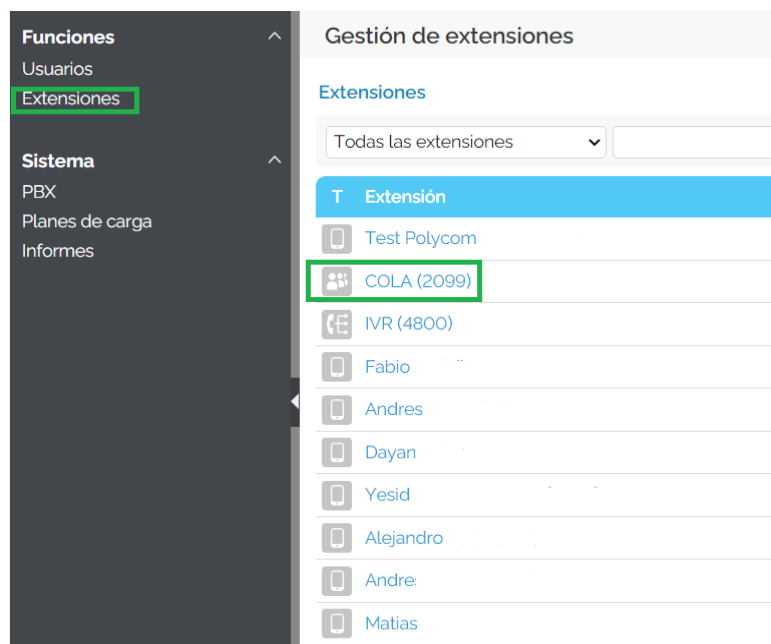 Funciones
Usuarios
Extensiones
Sistema
PBX
Planes de carga
Informes
Gestión de extensiones
Extensiones
Todas las extensiones
T Extensión
Test Polycom
COLA (2099)
IVR (4800)
Fabio
Andres
Dayan
Yesid
Alejandro
Andre
Matias